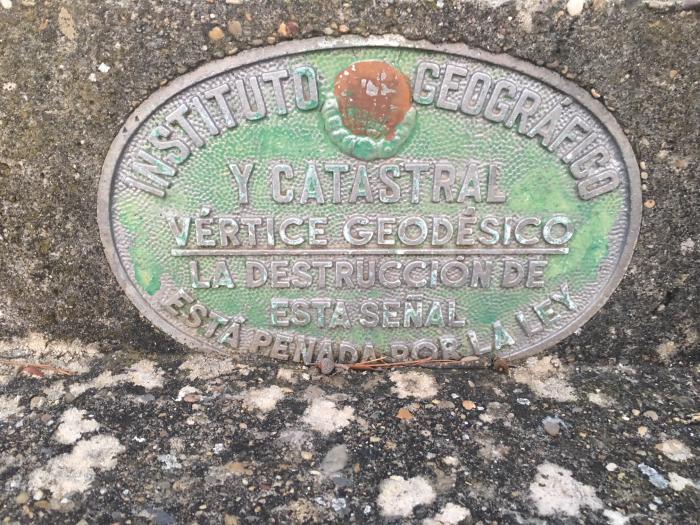 INSTITUTO GEOGRÁFICO
Y CATASTRAL
VÉRTICE GEODÉSICO
LA DESTRUCCIÓN DE
ESTA SEÑAL
ESTÁ PENADA POR LA LEY